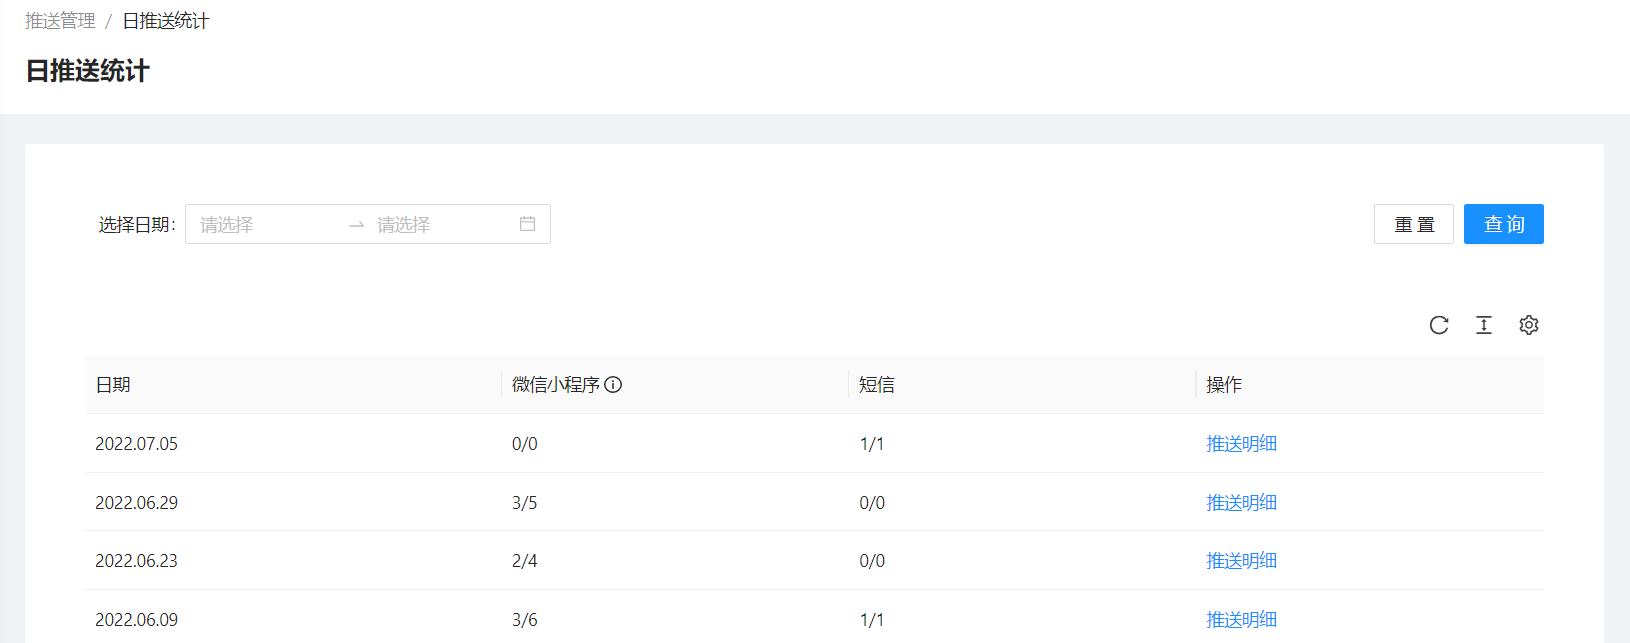 推送管理 / 日推送统计
日推送统计
选择日期: 请选择 → 请选择 重 置 查 询
日期 微信小程序 短信 操作
2022.07.05 0/0 1/1 推送明细
2022.06.29 3/5 0/0 推送明细
2022.06.23 2/4 0/0 推送明细
2022.06.09 3/6 1/1 推送明细